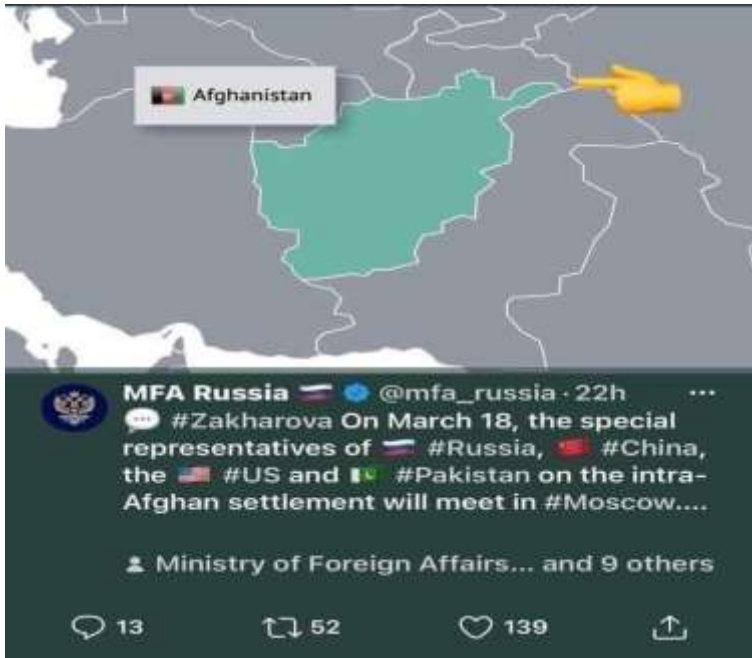 Afghanistan
MFA Russia 🇷🇺 @mfa_russia · 22h ...
💬 #Zakharova On March 18, the special
representatives of 🇷🇺 #Russia, 🇨🇳 #China,
the 🇺🇸 #US and 🇵🇰 #Pakistan on the intra-
Afghan settlement will meet in #Moscow....
Ministry of Foreign Affairs... and 9 others
13 52 139